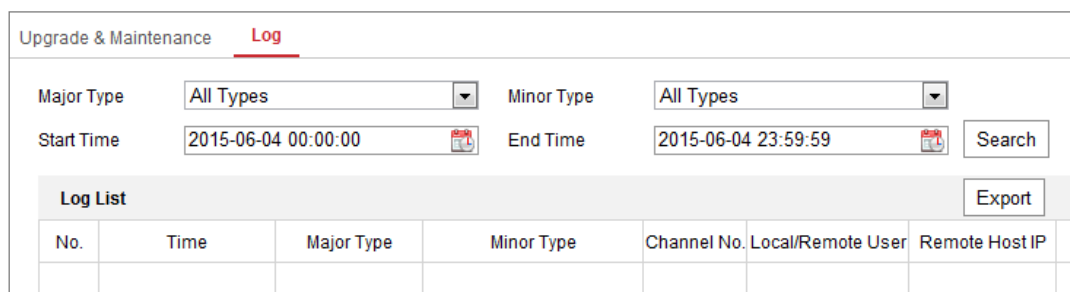 Upgrade & Maintenance Log
Major Type All Types Minor Type All Types
Start Time 2015-06-04 00:00:00 End Time 2015-06-04 23:59:59 Search
Log List Export
No. Time Major Type Minor Type Channel No. Local/Remote User Remote Host IP